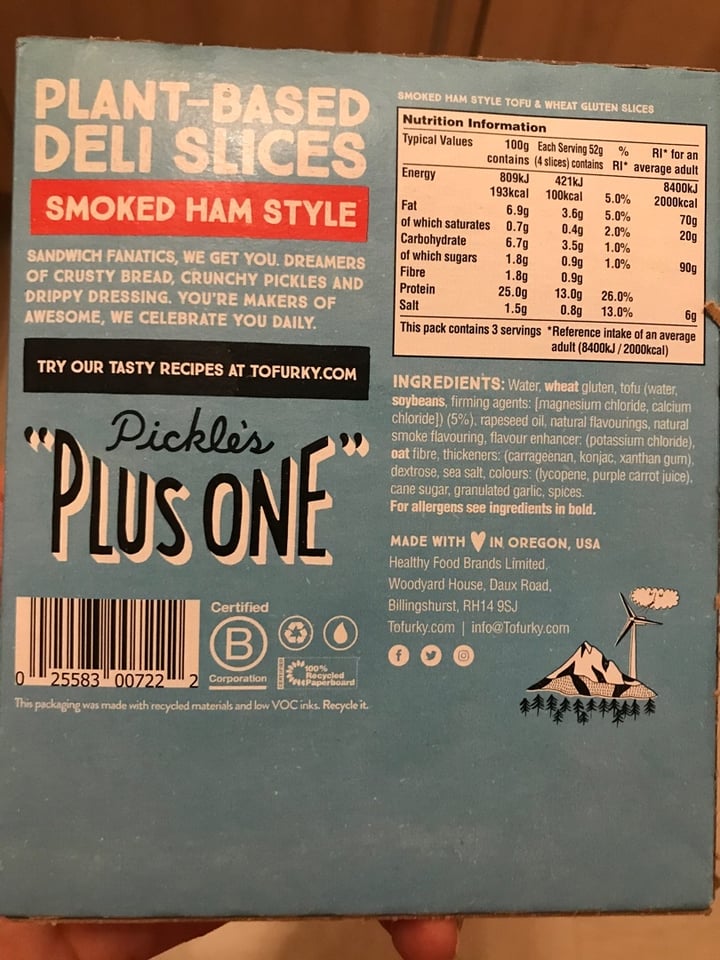 PLANT-BASED
DELI SLICES
SMOKED HAM STYLE
SANDWICH FANATICS, WE GET YOU. DREAMERS
OF CRUSTY BREAD, CRUNCHY PICKLES AND
DRIPPY DRESSING. YOU'RE MAKERS OF
AWESOME, WE CELEBRATE YOU DAILY.
TRY OUR TASTY RECIPES AT TOFURKY.COM
Pickle's
"PLUS ONE"
0 25583 00722 2
Certified
B
Corporation
CERTIFIED
100%
Recycled
Paperboard
This packaging was made with recycled materials and low VOC inks. Recycle it.
SMOKED HAM STYLE TOFU & WHEAT GLUTEN SLICES
Nutrition Information
Typical Values 100g Each Serving 52g % RI* for an
contains (4 slices) contains RI* average adult
Energy 809kJ 421kJ 8400kJ
193kcal 100kcal 5.0% 2000kcal
Fat 6.9g 3.6g 5.0% 70g
of which saturates 0.7g 0.4g 2.0% 20g
Carbohydrate 6.7g 3.5g 1.0%
of which sugars 1.8g 0.9g 1.0% 90g
Fibre 1.8g 0.9g
Protein 25.0g 13.0g 26.0%
Salt 1.5g 0.8g 13.0% 6g
This pack contains 3 servings *Reference intake of an average
adult (8400kJ / 2000kcal)
INGREDIENTS: Water, wheat gluten, tofu (water,
soybeans, firming agents: [magnesium chloride, calcium
chloride]) (5%), rapeseed oil, natural flavourings, natural
smoke flavouring, flavour enhancer: (potassium chloride),
oat fibre, thickeners: (carrageenan, konjac, xanthan gum),
dextrose, sea salt, colours: (lycopene, purple carrot juice),
cane sugar, granulated garlic, spices.
For allergens see ingredients in bold.
MADE WITH ♥ IN OREGON, USA
Healthy Food Brands Limited,
Woodyard House, Daux Road,
Billingshurst, RH14 9SJ
Tofurky.com | info@Tofurky.com